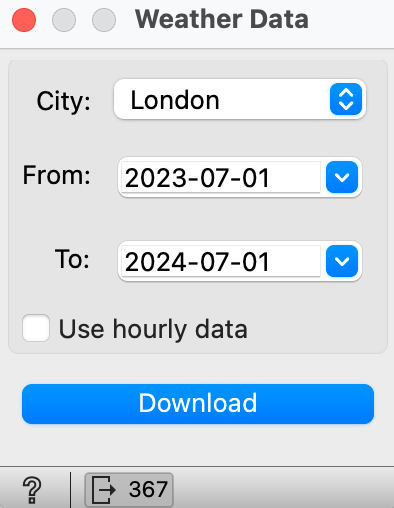 Weather Data
City: London
From: 2023-07-01
To: 2024-07-01
Use hourly data
Download
? 367